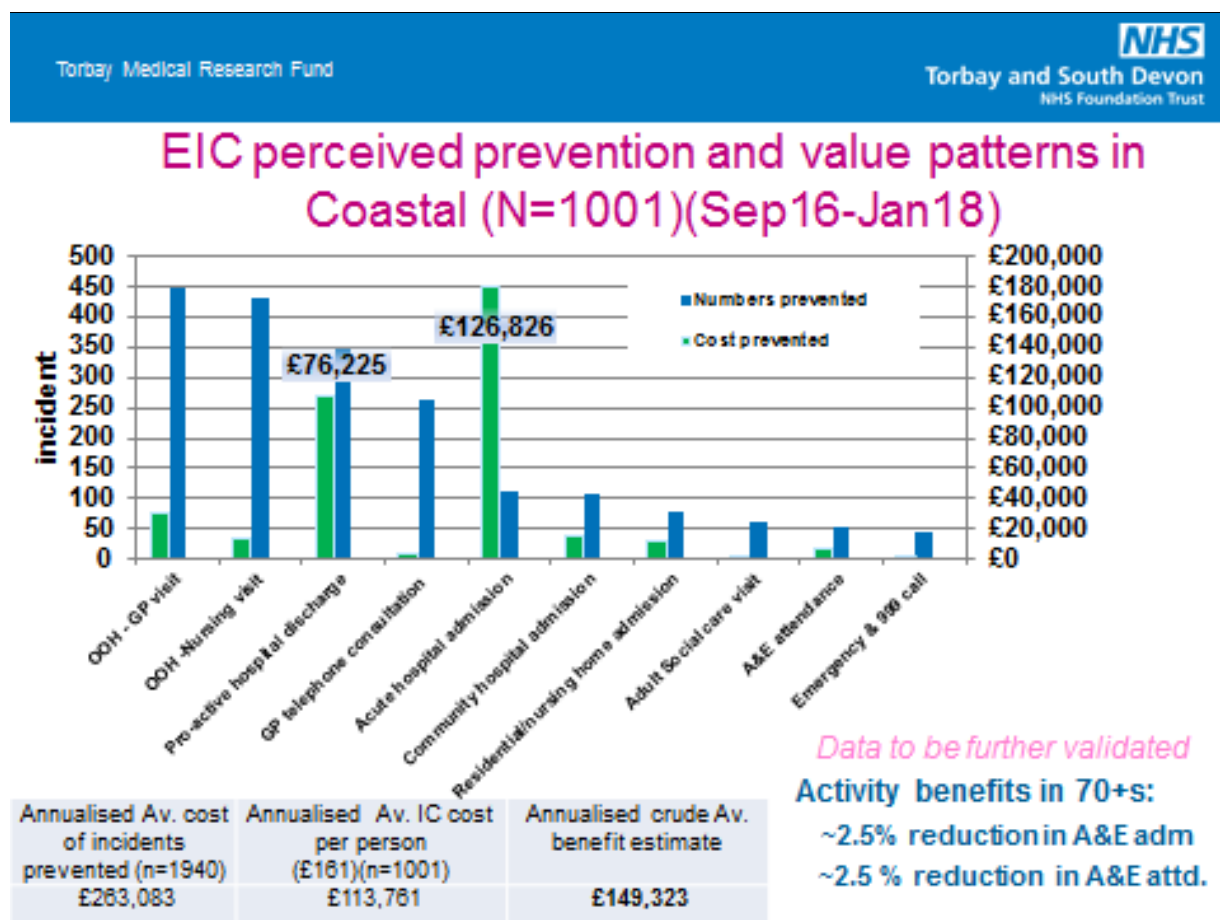 Torbay Medical Research Fund
NHS
Torbay and South Devon
NHS Foundation Trust
EIC perceived prevention and value patterns in
Coastal (N=1001)(Sep16-Jan18)
500
450
400
350
300
250
200
150
100
50
0
incident
£200,000
£180,000
£160,000
£140,000
£120,000
£100,000
£80,000
£60,000
£40,000
£20,000
£0
Numbers prevented
Cost prevented
£76,225
£126,826
OOH - GP visit
OOH -Nursing visit
Pro-active hospital discharge
GP telephone consultation
Acute hospital admission
Community hospital admission
Residential/nursing home admission
Adult Social care visit
A&E attendance
Emergency & 999 call
Data to be further validated
Activity benefits in 70+s:
~2.5% reduction in A&E adm
~2.5 % reduction in A&E attd.
Annualised Av. cost
of incidents
prevented (n=1940)
Annualised Av. IC cost
per person
(£161)(n=1001)
Annualised crude Av.
benefit estimate
£263,083
£113,761
£149,323